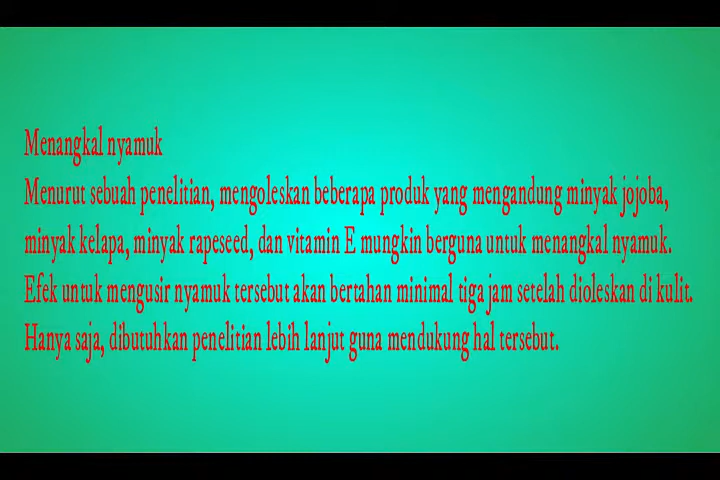 Menangkal nyamuk
Menurut sebuah penelitian, mengoleskan beberapa produk yang mengandung minyak jojoba,
minyak kelapa, minyak rapeseed, dan vitamin E mungkin berguna untuk menangkal nyamuk.
Efek untuk mengusir nyamuk tersebut akan bertahan minimal tiga jam setelah dioleskan di kulit.
Hanya saja, dibutuhkan penelitian lebih lanjut guna mendukung hal tersebut.